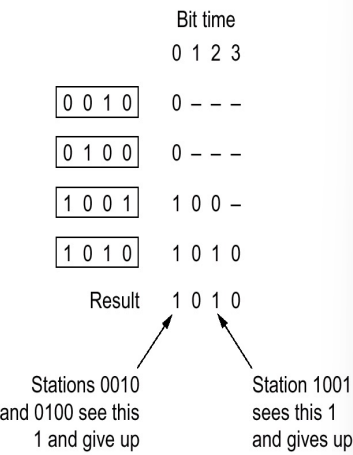 Bit time
0 1 2 3
0 0 1 0 0 – – –
0 1 0 0 0 – – –
1 0 0 1 1 0 0 –
1 0 1 0 1 0 1 0
Result 1 0 1 0
Stations 0010
and 0100 see this
1 and give up
Station 1001
sees this 1
and gives up